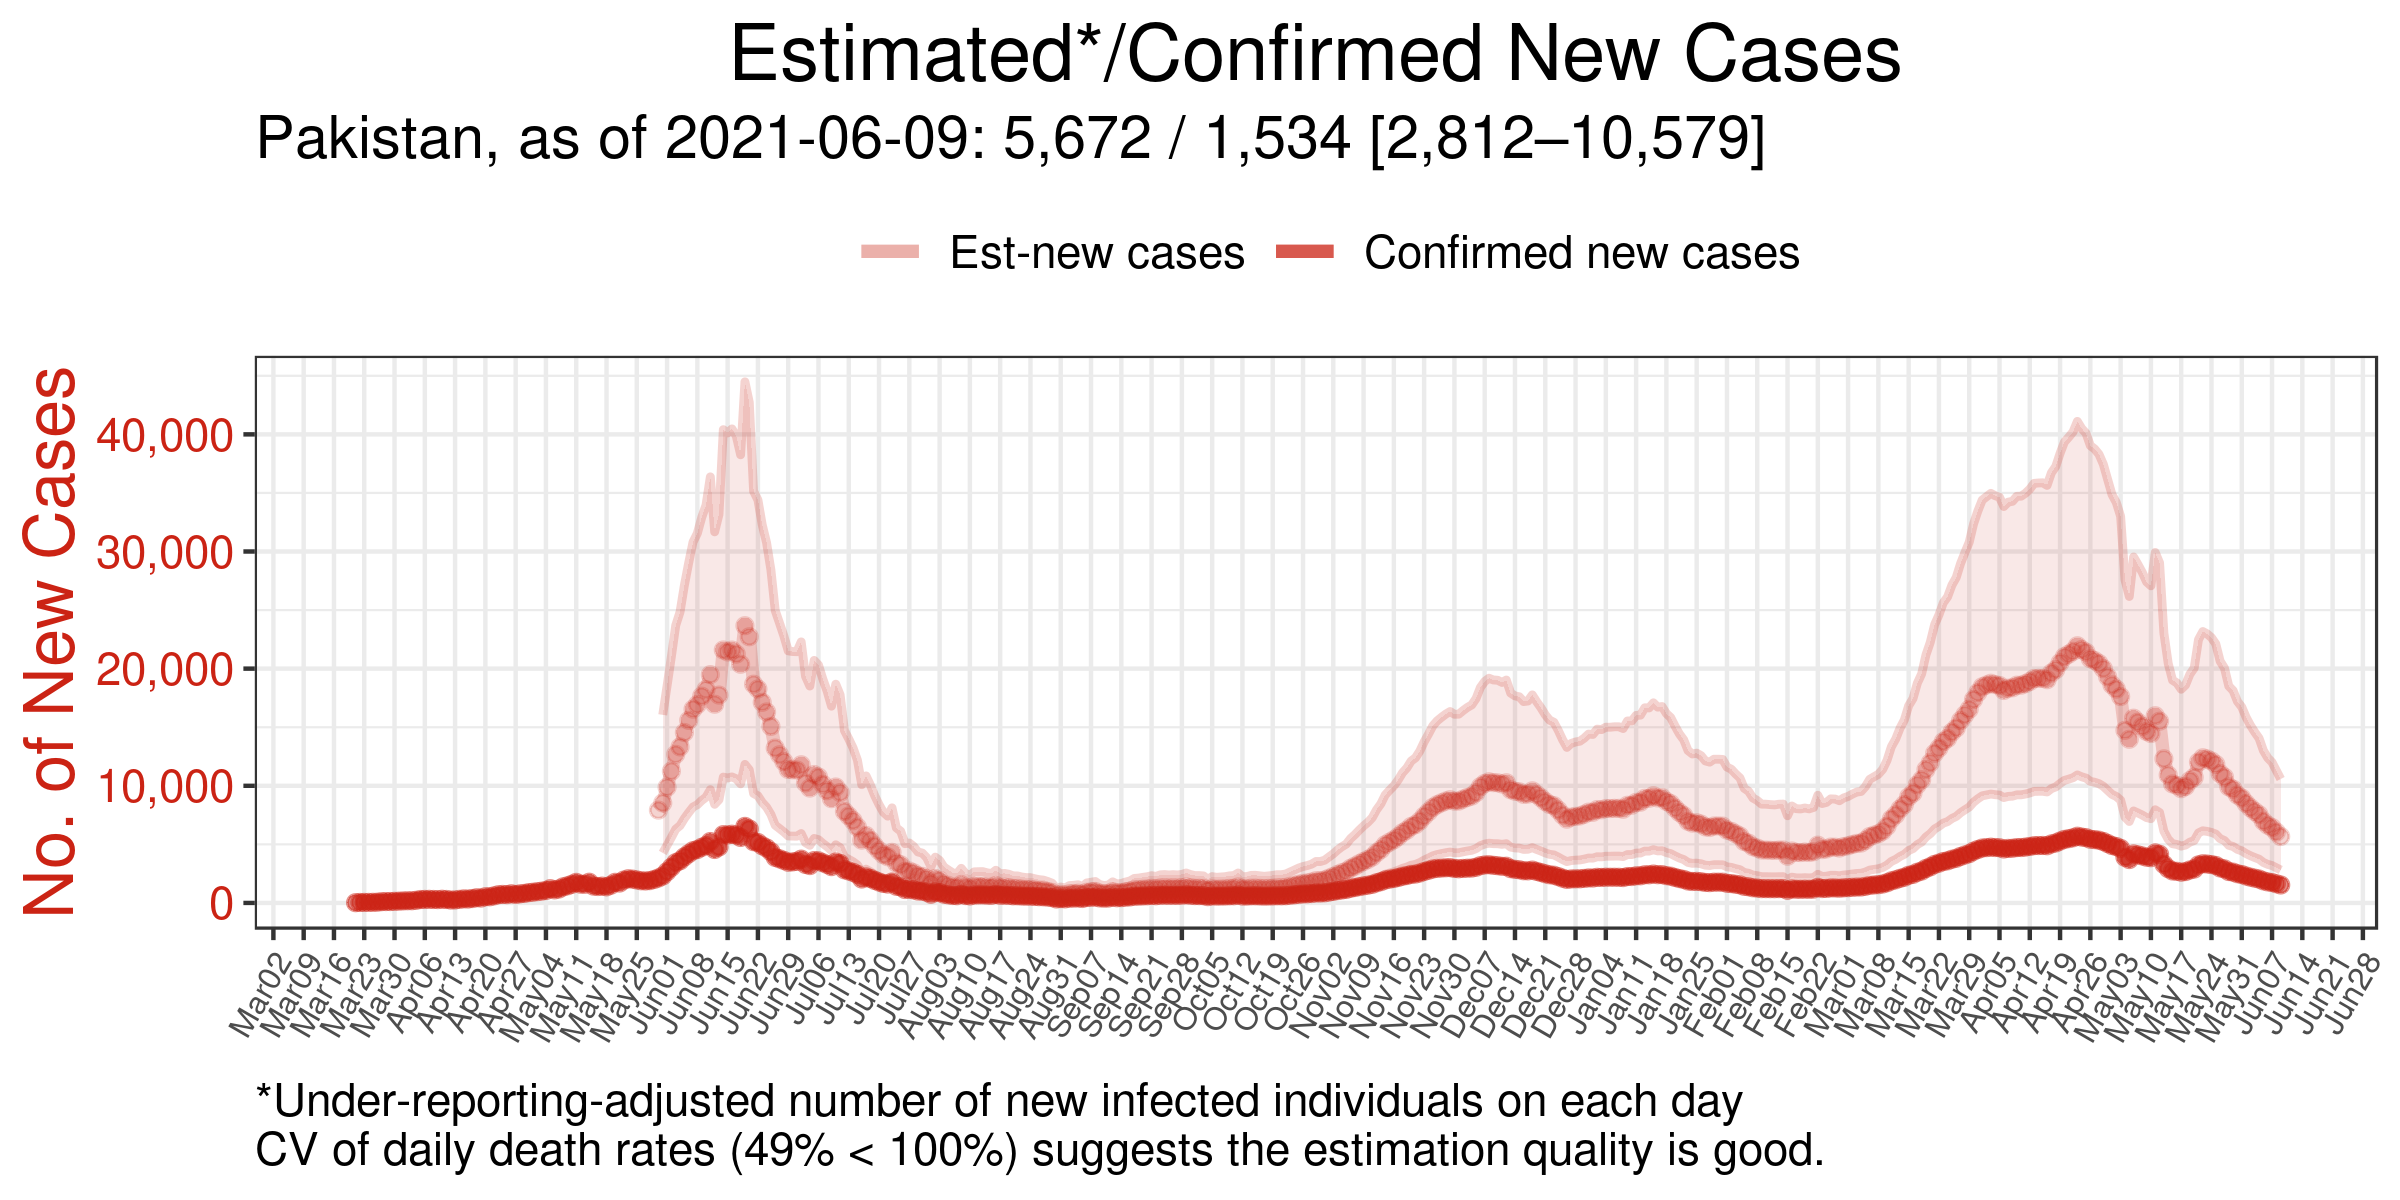 Estimated*/Confirmed New Cases
Pakistan, as of 2021-06-09: 5,672 / 1,534 [2,812–10,579]
Est-new cases Confirmed new cases
No. of New Cases
40,000
30,000
20,000
10,000
0
Mar02 Mar09 Mar16 Mar23 Mar30 Apr06 Apr13 Apr20 Apr27 May04 May11 May18 May25 Jun01 Jun08 Jun15 Jun22 Jun29 Jul06 Jul13 Jul20 Jul27 Aug03 Aug10 Aug17 Aug24 Aug31 Sep07 Sep14 Sep21 Sep28 Oct05 Oct12 Oct19 Oct26 Nov02 Nov09 Nov16 Nov23 Nov30 Dec07 Dec14 Dec21 Dec28 Jan04 Jan11 Jan18 Jan25 Feb01 Feb08 Feb15 Feb22 Mar01 Mar08 Mar15 Mar22 Mar29 Apr05 Apr12 Apr19 Apr26 May03 May10 May17 May24 May31 Jun07 Jun14 Jun21 Jun28
*Under-reporting-adjusted number of new infected individuals on each day
CV of daily death rates (49% < 100%) suggests the estimation quality is good.